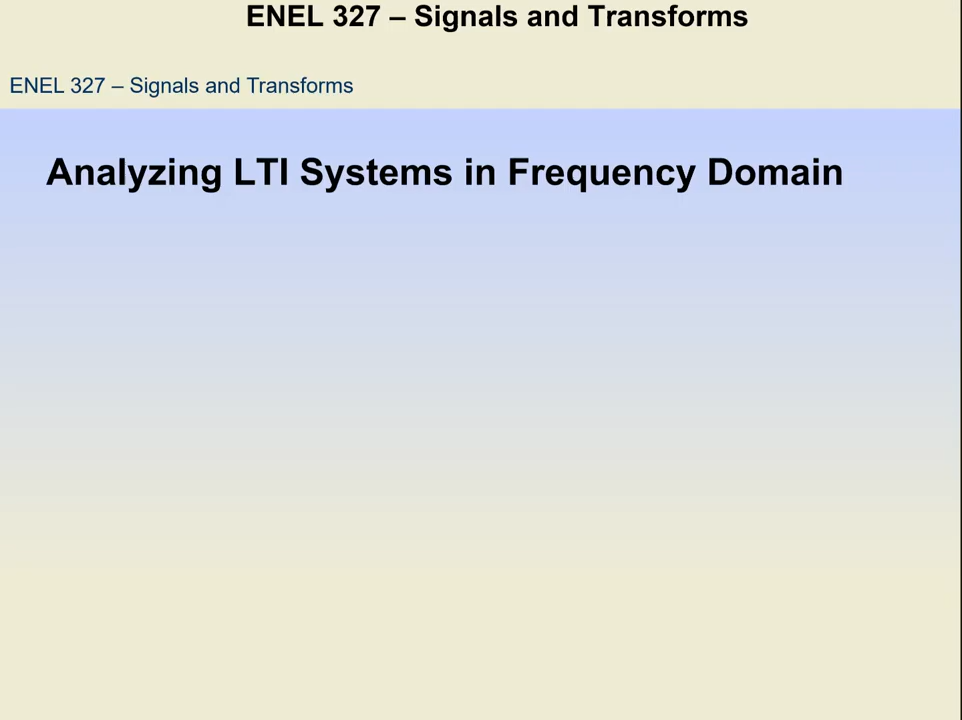 ENEL 327 – Signals and Transforms
ENEL 327 – Signals and Transforms
Analyzing LTI Systems in Frequency Domain